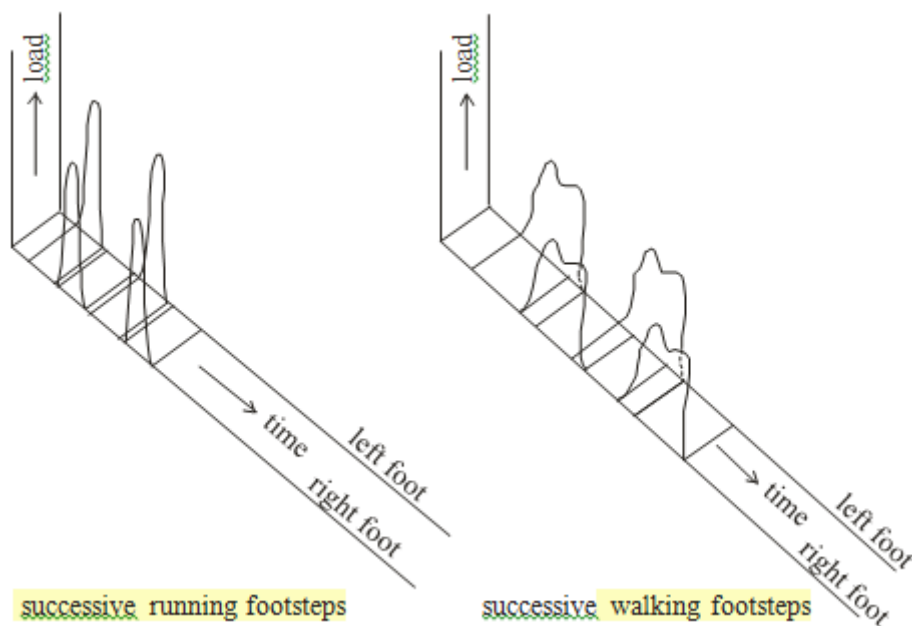 load
time
left foot
right foot
successive running footsteps
load
time
left foot
right foot
successive walking footsteps